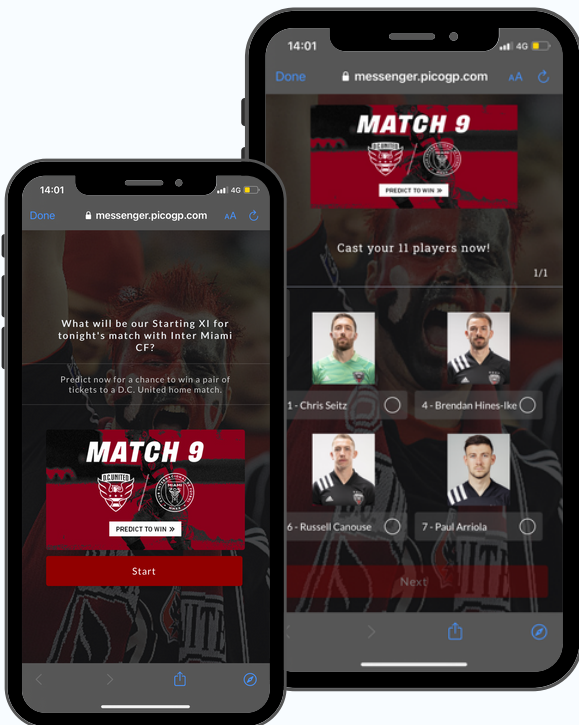 14:01
4G
Done
messenger.picogp.com
AA
What will be our Starting XI for
tonight's match with Inter Miami
CF?
Predict now for a chance to win a pair of
tickets to a D.C. United home match.
MATCH 9
D.C.UNITED
MIAMI
PREDICT TO WIN »
Start
14:01
4G
Done
messenger.picogp.com
AA
MATCH 9
D.C.UNITED
PREDICT TO WIN »
Cast your 11 players now!
1/1
1 - Chris Seitz
4 - Brendan Hines-Ike
6 - Russell Canouse
7 - Paul Arriola
Next